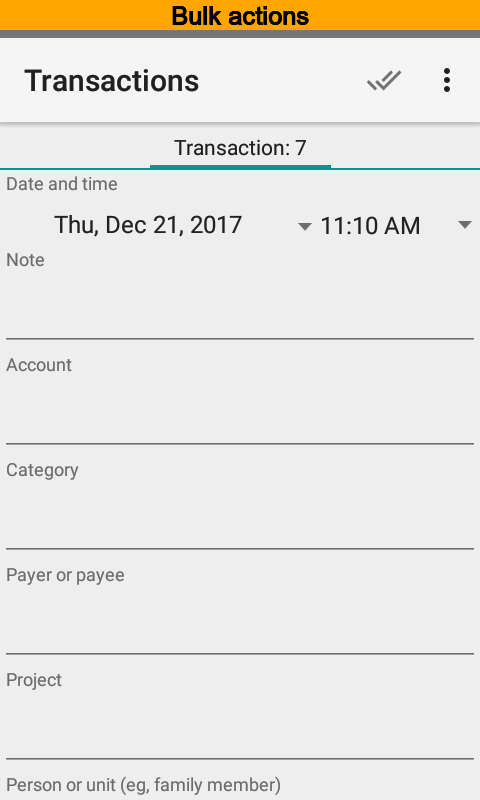 Bulk actions
Transactions
Transaction: 7
Date and time
Thu, Dec 21, 2017 11:10 AM
Note
Account
Category
Payer or payee
Project
Person or unit (eg, family member)